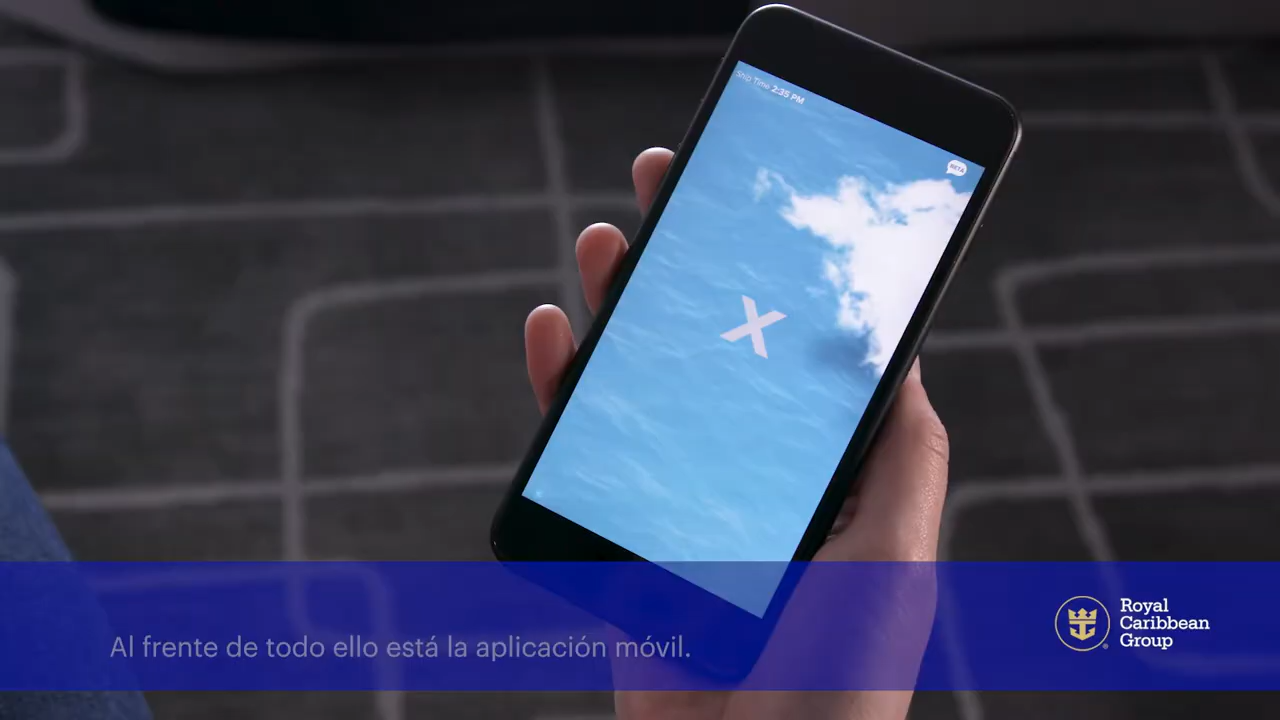 Ship Time 2:35 PM
BETA
X
Al frente de todo ello está la aplicación móvil.
Royal
Caribbean
Group
®